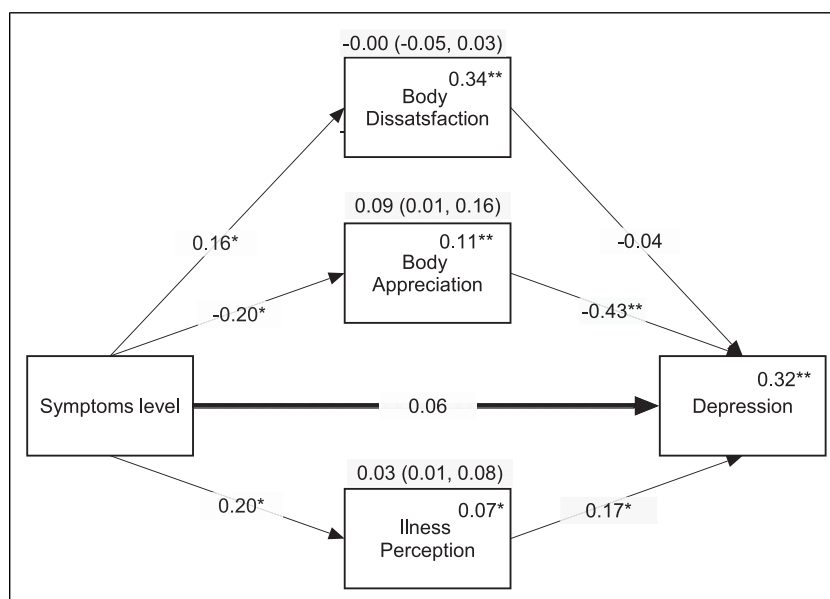 -0.00 (-0.05, 0.03)
0.34**
Body
Dissatsfaction
0.09 (0.01, 0.16)
0.16*
-0.04
0.11**
Body
Appreciation
-0.20*
-0.43**
0.32**
Symptoms level
0.06
Depression
0.03 (0.01, 0.08)
0.20*
0.07*
0.17*
Ilness
Perception